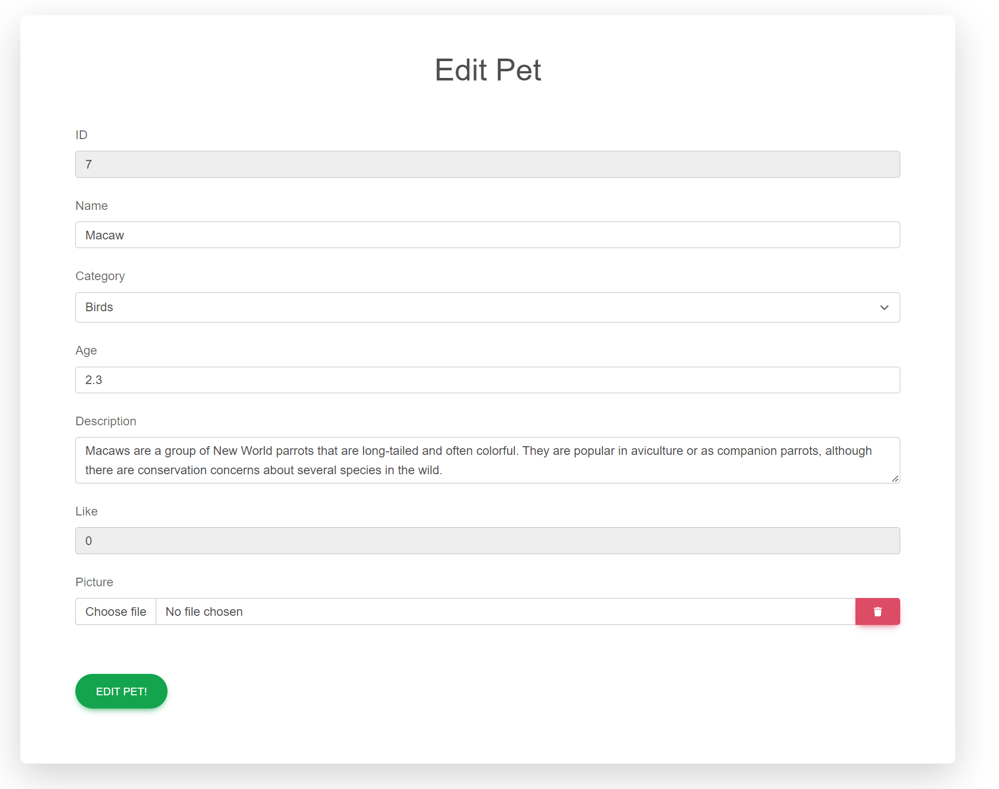 Edit Pet
ID
7
Name
Macaw
Category
Birds
Age
2.3
Description
Macaws are a group of New World parrots that are long-tailed and often colorful. They are popular in aviculture or as companion parrots, although
there are conservation concerns about several species in the wild.
Like
0
Picture
Choose file No file chosen
EDIT PET!